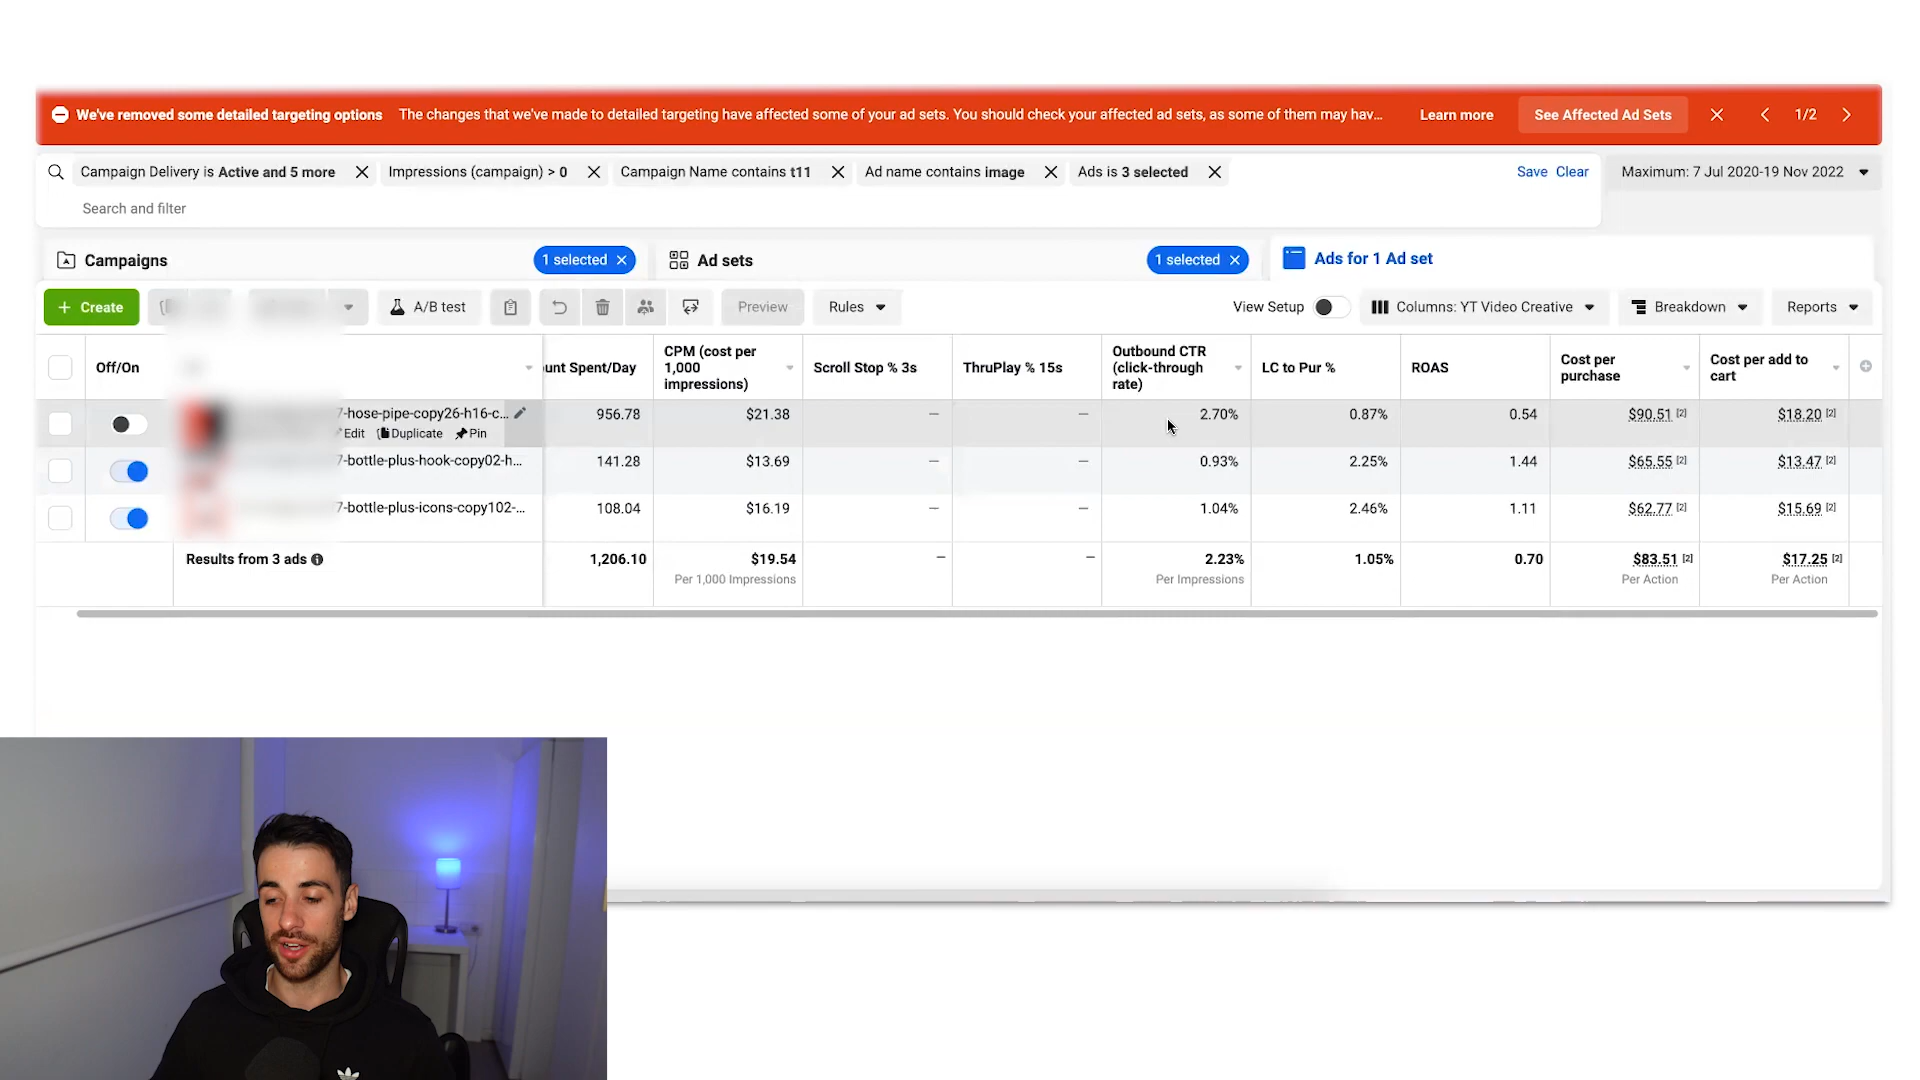 We've removed some detailed targeting options The changes that we've made to detailed targeting have affected some of your ad sets. You should check your affected ad sets, as some of them may hav... Learn more See Affected Ad Sets 1/2
Campaign Delivery is Active and 5 more Impressions (campaign) > 0 Campaign Name contains t11 Ad name contains image Ads is 3 selected Save Clear Maximum: 7 Jul 2020-19 Nov 2022
Search and filter
Campaigns 1 selected Ad sets 1 selected Ads for 1 Ad set
+ Create A/B test Preview Rules View Setup Columns: YT Video Creative Breakdown Reports
Off/On unt Spent/Day CPM (cost per 1,000 impressions) Scroll Stop % 3s ThruPlay % 15s Outbound CTR (click-through rate) LC to Pur % ROAS Cost per purchase Cost per add to cart
7-hose-pipe-copy26-h16-c... 956.78 $21.38 — — 2.70% 0.87% 0.54 $90.51 [2] $18.20 [2]
Edit Duplicate Pin
7-bottle-plus-hook-copy02-h... 141.28 $13.69 — — 0.93% 2.25% 1.44 $65.55 [2] $13.47 [2]
7-bottle-plus-icons-copy102-... 108.04 $16.19 — — 1.04% 2.46% 1.11 $62.77 [2] $15.69 [2]
Results from 3 ads 1,206.10 $19.54 — — 2.23% 1.05% 0.70 $83.51 [2] $17.25 [2]
Per 1,000 Impressions Per Impressions Per Action Per Action